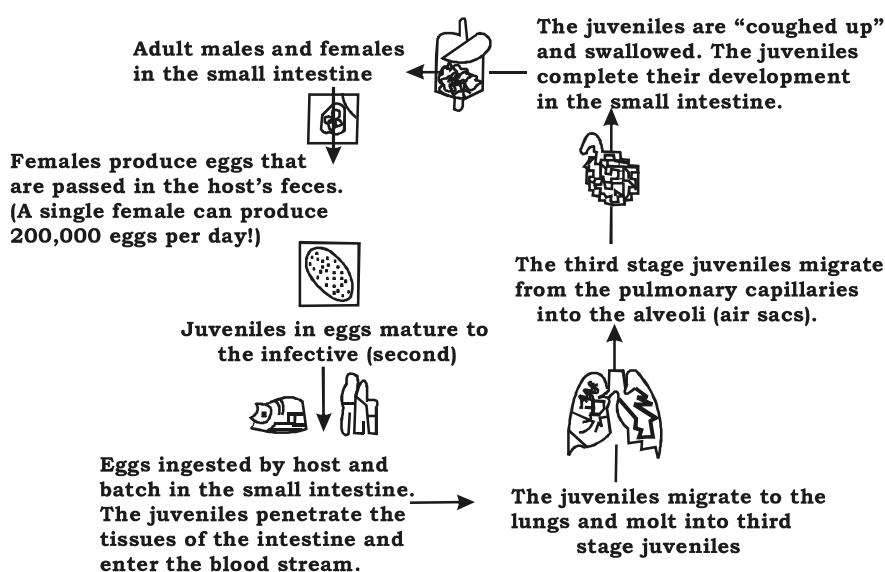 Adult males and females
in the small intestine
Females produce eggs that
are passed in the host's feces.
(A single female can produce
200,000 eggs per day!)
Juveniles in eggs mature to
the infective (second)
Eggs ingested by host and
batch in the small intestine.
The juveniles penetrate the
tissues of the intestine and
enter the blood stream.
The juveniles migrate to the
lungs and molt into third
stage juveniles
The third stage juveniles migrate
from the pulmonary capillaries
into the alveoli (air sacs).
The juveniles are “coughed up”
and swallowed. The juveniles
complete their development
in the small intestine.